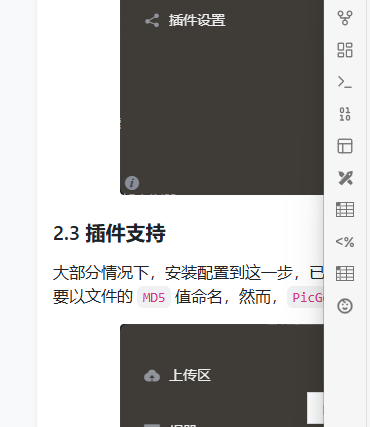 插件设置
2.3 插件支持
大部分情况下，安装配置到这一步，已
要以文件的 MD5 值命名，然而，PicG
上传区
01
10
<%